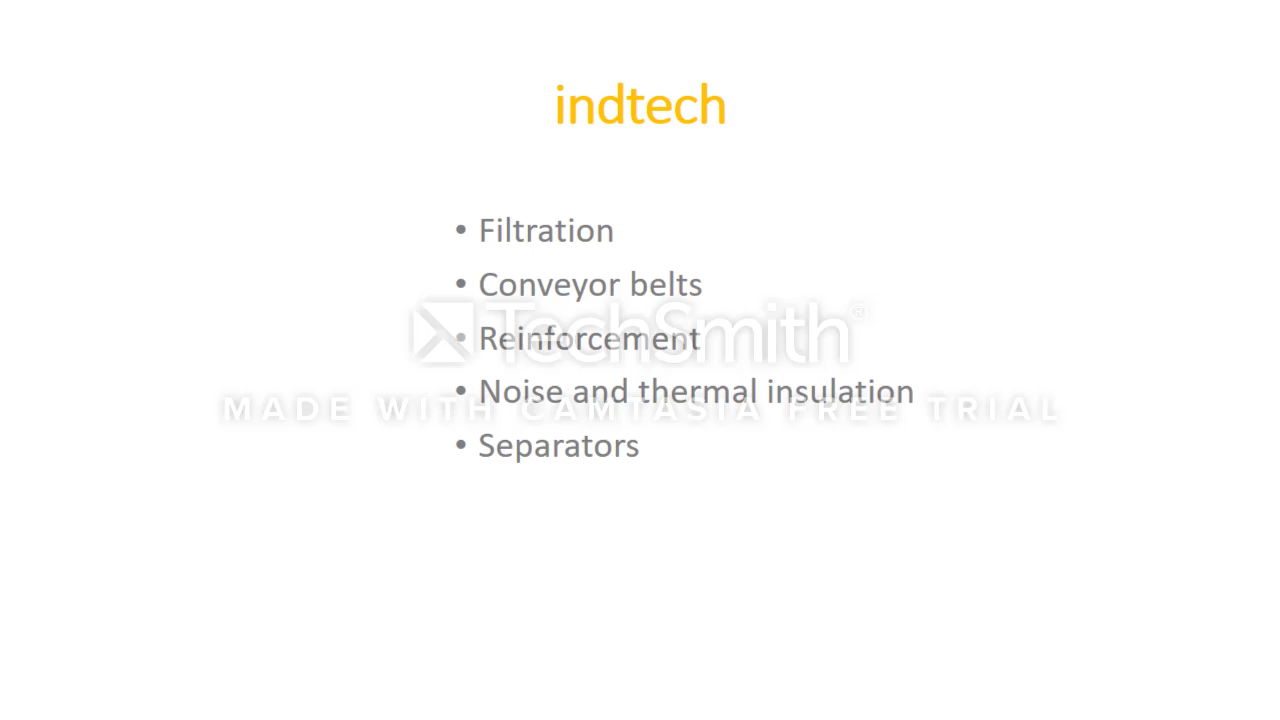 indtech
• Filtration
• Conveyor belts
• Reinforcement
• Noise and thermal insulation
• Separators
TechSmith®
MADE WITH CAMTASIA FREE TRIAL